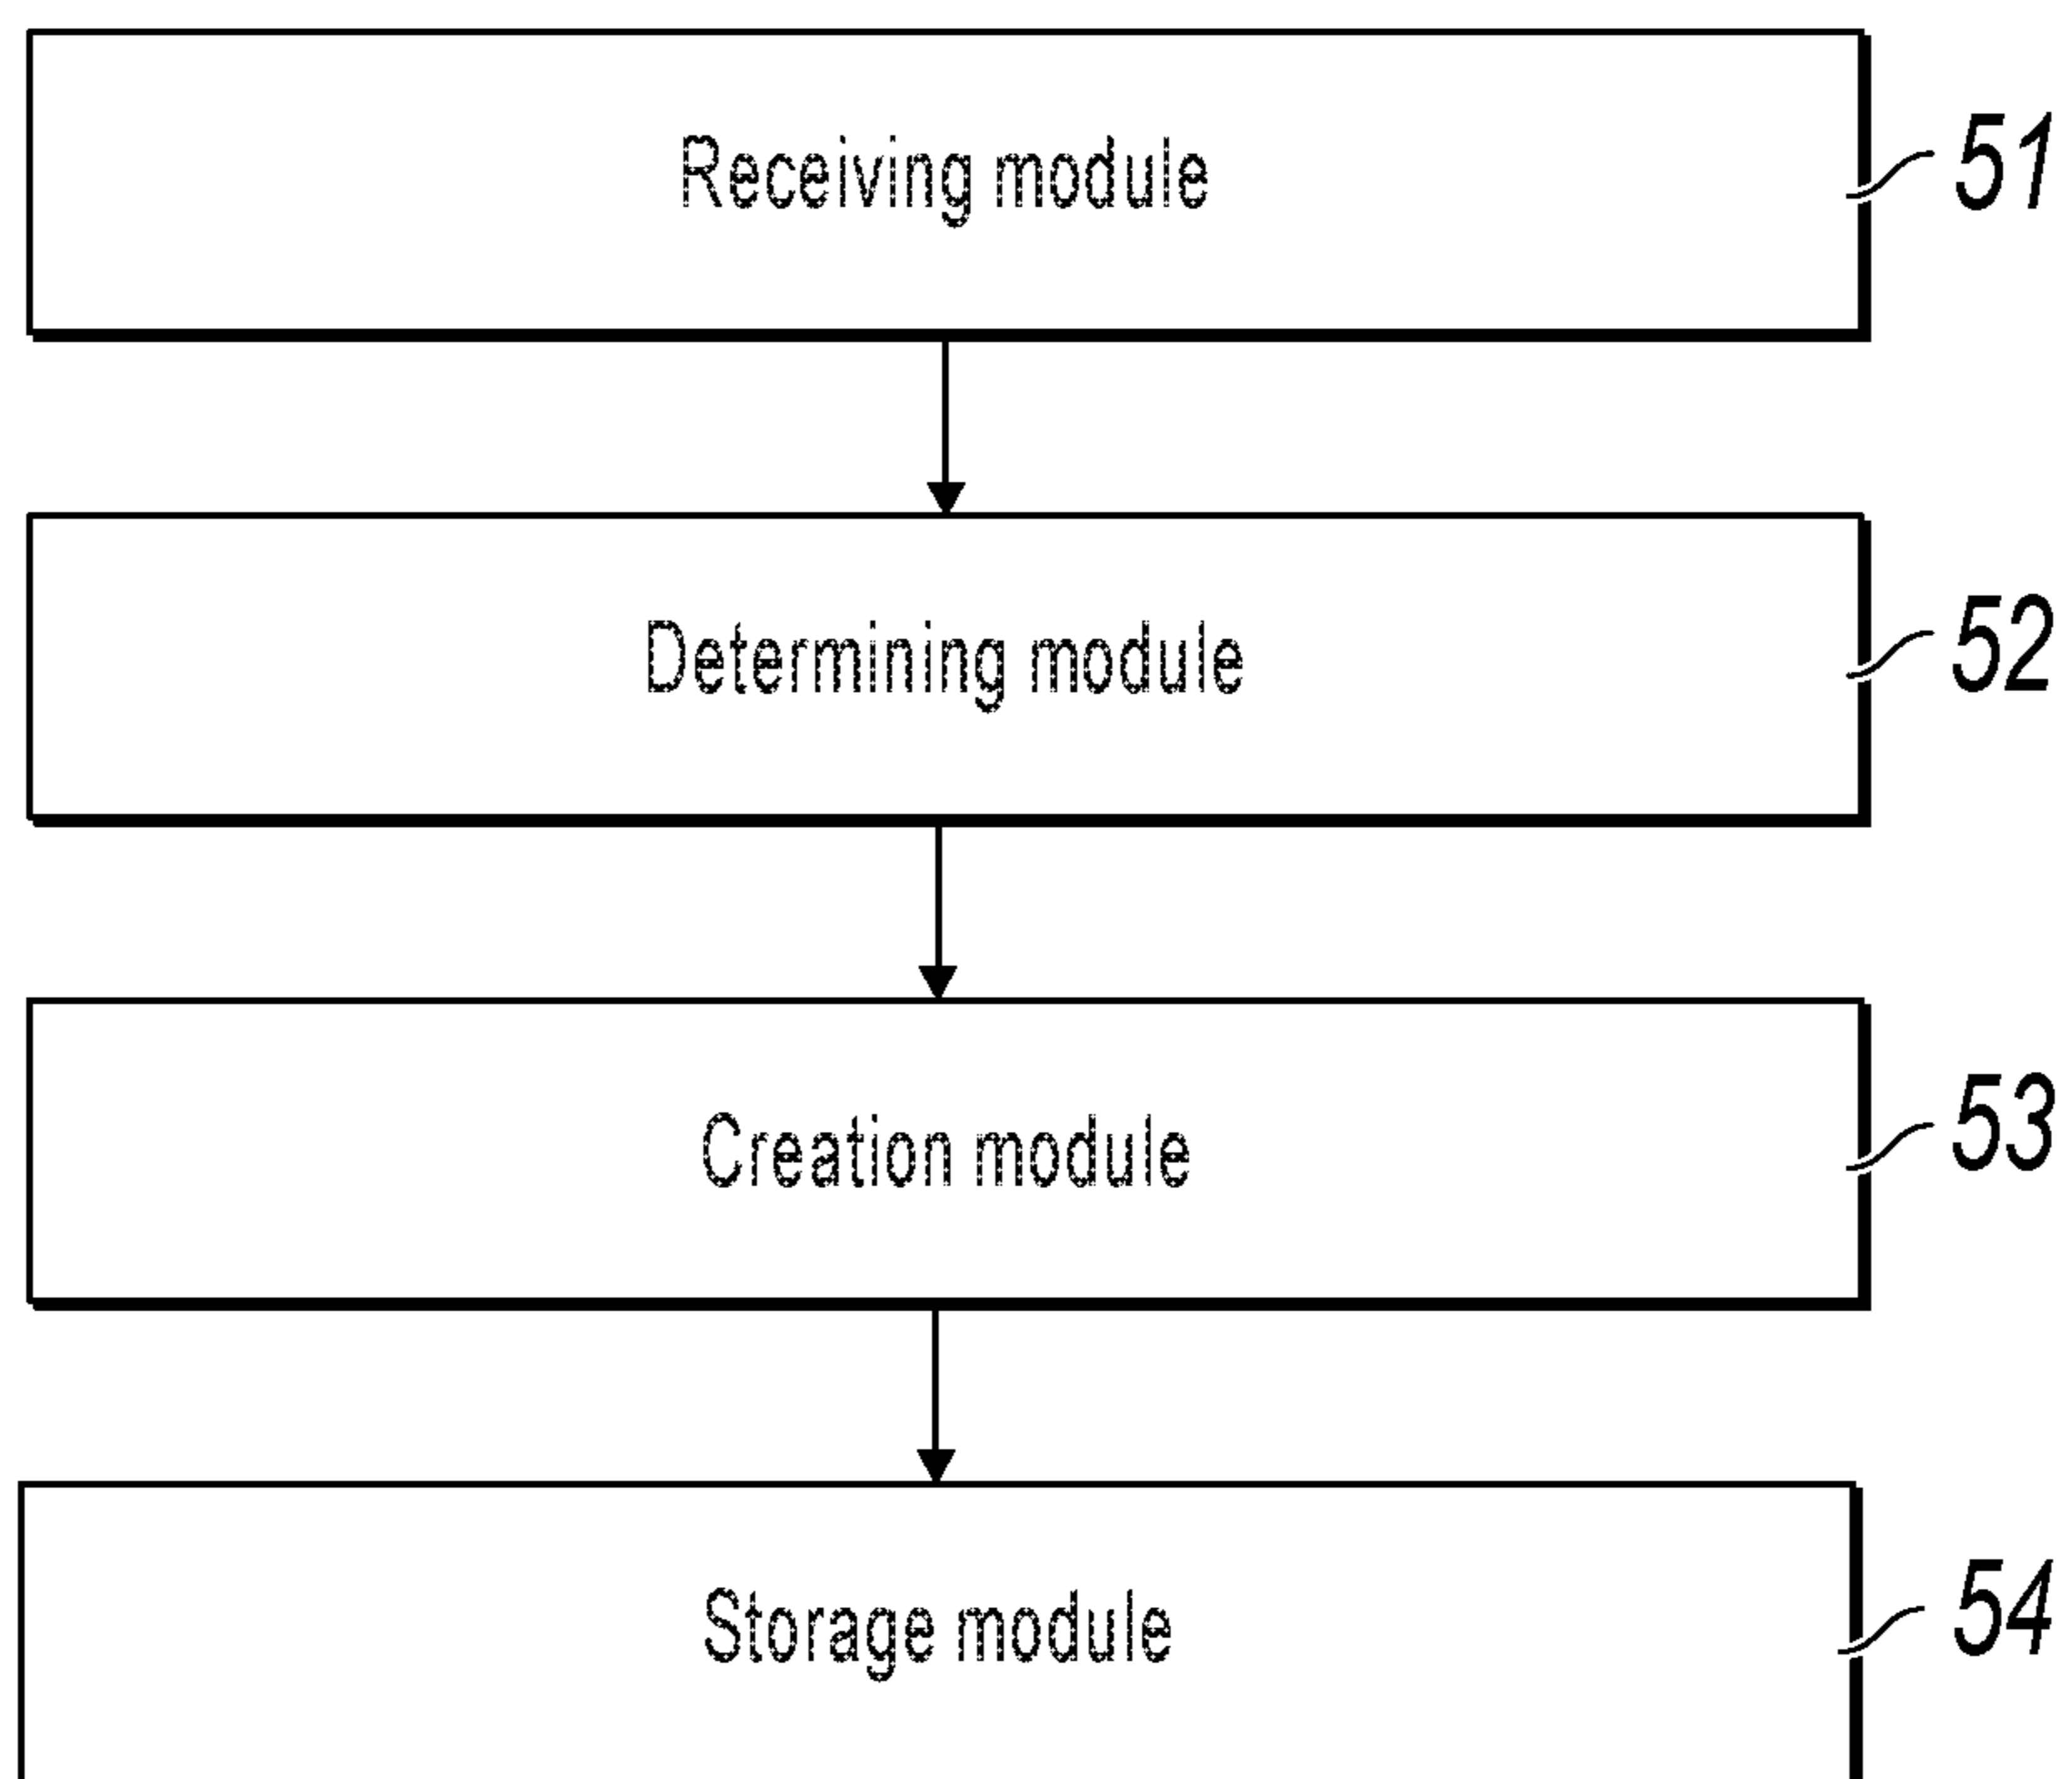 Receiving module
51
Determining module
52
Creation module
53
Storage module
54